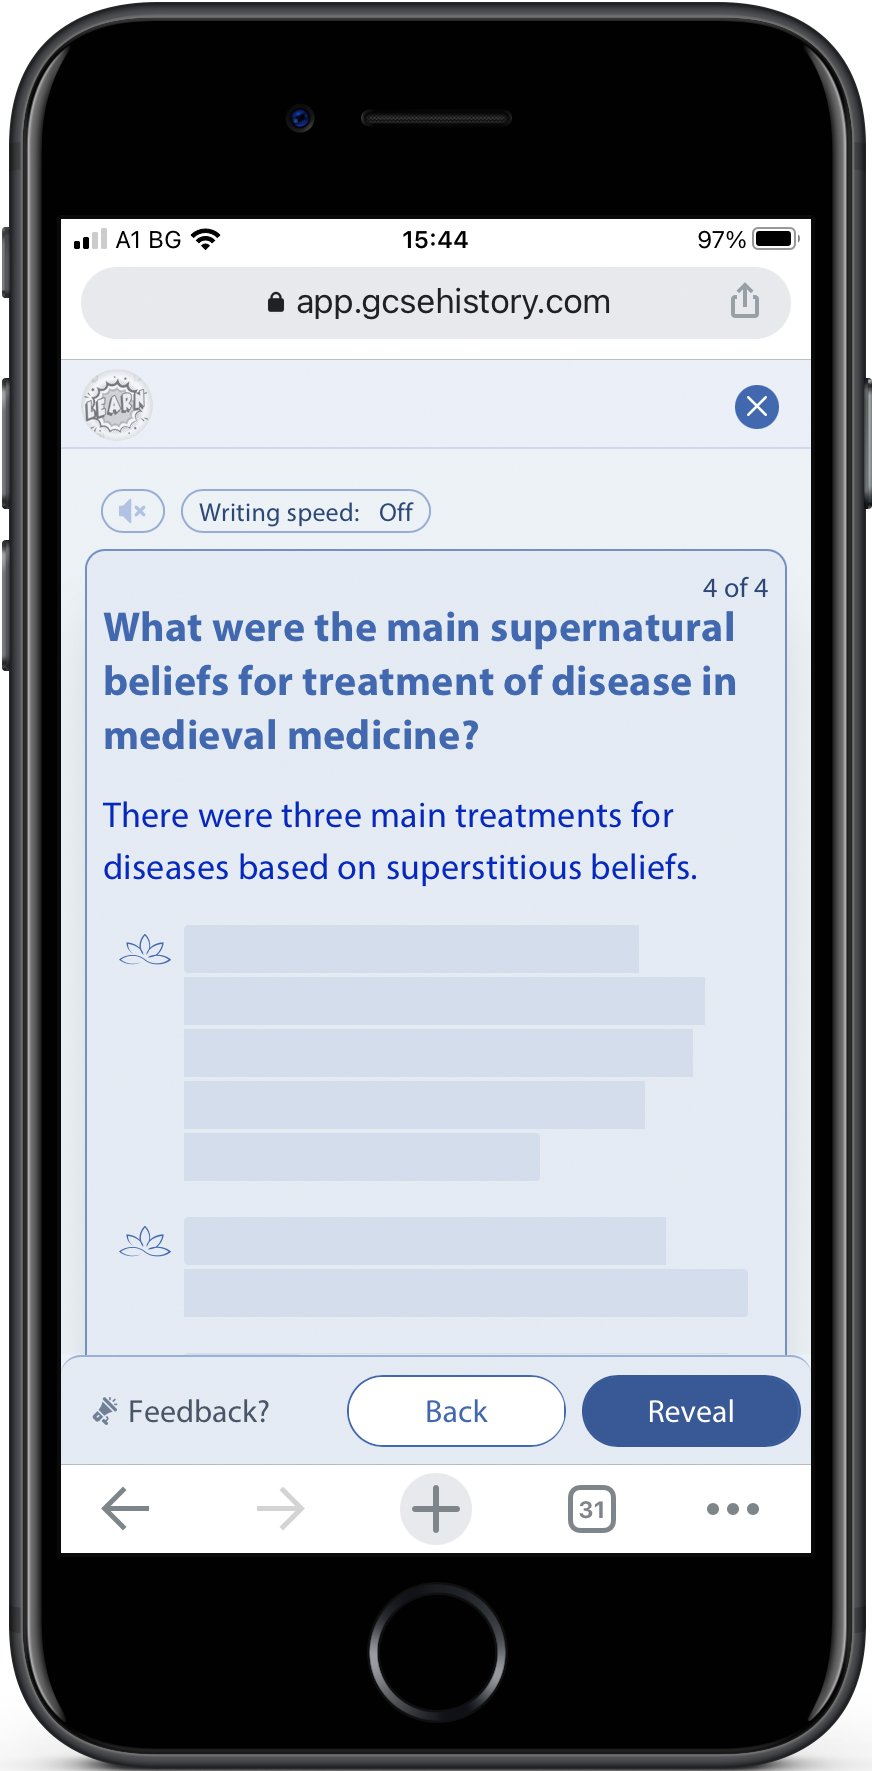 A1 BG 15:44 97%
app.gcsehistory.com
LEARN
Writing speed: Off
4 of 4
What were the main supernatural
beliefs for treatment of disease in
medieval medicine?
There were three main treatments for
diseases based on superstitious beliefs.
Feedback? Back Reveal
31